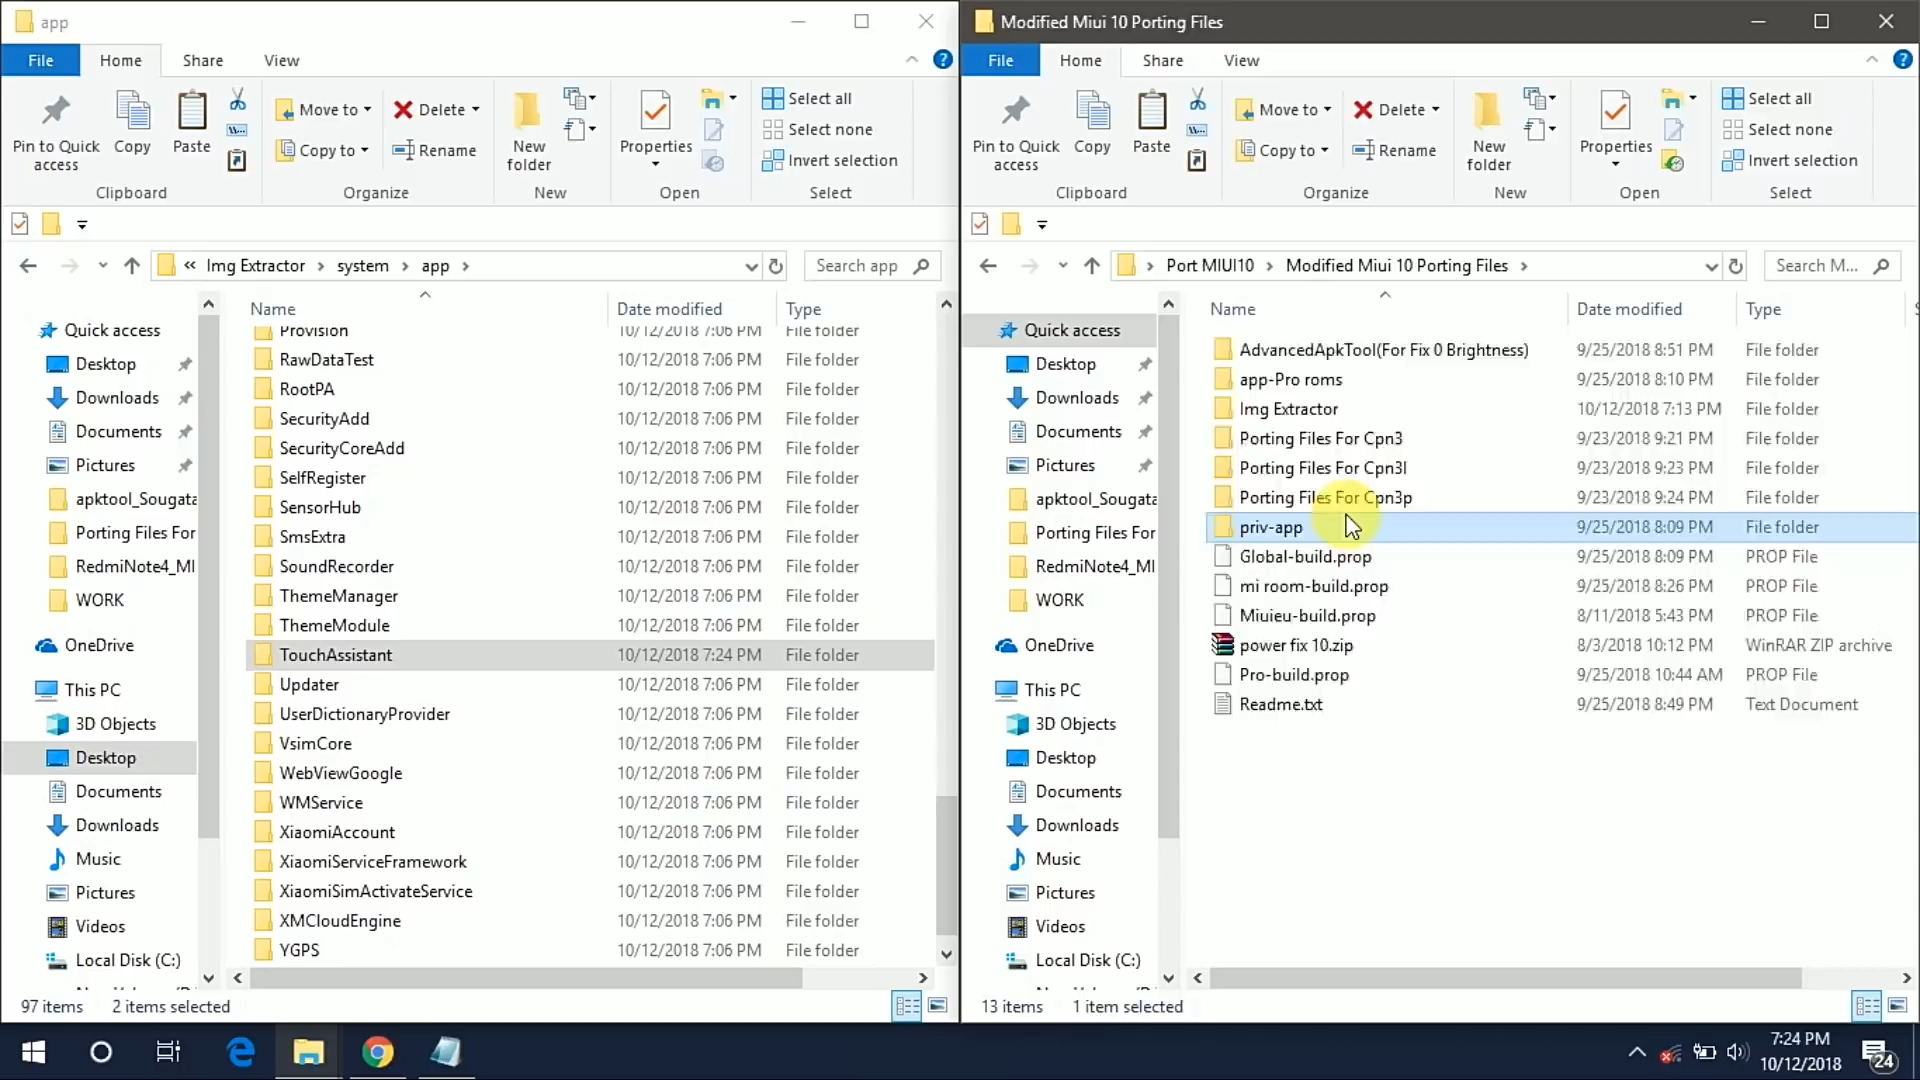 app
File
Home
Share
View
Pin to Quick
access
Copy
Paste
Clipboard
Move to
Copy to
Delete
Rename
Organize
New
folder
New
Properties
Open
Select all
Select none
Invert selection
Select
« Img Extractor > system > app >
Search app
Quick access
Desktop
Downloads
Documents
Pictures
apktool_Sougata
Porting Files For
RedmiNote4_MI
WORK
OneDrive
This PC
3D Objects
Desktop
Documents
Downloads
Music
Pictures
Videos
Local Disk (C:)
Name Date modified Type
Provision 10/12/2018 7:06 PM File folder
RawDataTest 10/12/2018 7:06 PM File folder
RootPA 10/12/2018 7:06 PM File folder
SecurityAdd 10/12/2018 7:06 PM File folder
SecurityCoreAdd 10/12/2018 7:06 PM File folder
SelfRegister 10/12/2018 7:06 PM File folder
SensorHub 10/12/2018 7:06 PM File folder
SmsExtra 10/12/2018 7:06 PM File folder
SoundRecorder 10/12/2018 7:06 PM File folder
ThemeManager 10/12/2018 7:06 PM File folder
ThemeModule 10/12/2018 7:06 PM File folder
TouchAssistant 10/12/2018 7:24 PM File folder
Updater 10/12/2018 7:06 PM File folder
UserDictionaryProvider 10/12/2018 7:06 PM File folder
VsimCore 10/12/2018 7:06 PM File folder
WebViewGoogle 10/12/2018 7:06 PM File folder
WMService 10/12/2018 7:06 PM File folder
XiaomiAccount 10/12/2018 7:06 PM File folder
XiaomiServiceFramework 10/12/2018 7:06 PM File folder
XiaomiSimActivateService 10/12/2018 7:06 PM File folder
XMCloudEngine 10/12/2018 7:06 PM File folder
YGPS 10/12/2018 7:06 PM File folder
97 items 2 items selected
Modified Miui 10 Porting Files
File
Home
Share
View
Pin to Quick
access
Copy
Paste
Clipboard
Move to
Copy to
Delete
Rename
Organize
New
folder
New
Properties
Open
Select all
Select none
Invert selection
Select
> Port MIUI10 > Modified Miui 10 Porting Files >
Search M...
Quick access
Desktop
Downloads
Documents
Pictures
apktool_Sougata
Porting Files For
RedmiNote4_MI
WORK
OneDrive
This PC
3D Objects
Desktop
Documents
Downloads
Music
Pictures
Videos
Local Disk (C:)
Name Date modified Type
AdvancedApkTool(For Fix 0 Brightness) 9/25/2018 8:51 PM File folder
app-Pro roms 9/25/2018 8:10 PM File folder
Img Extractor 10/12/2018 7:13 PM File folder
Porting Files For Cpn3 9/23/2018 9:21 PM File folder
Porting Files For Cpn3l 9/23/2018 9:23 PM File folder
Porting Files For Cpn3p 9/23/2018 9:24 PM File folder
priv-app 9/25/2018 8:09 PM File folder
Global-build.prop 9/25/2018 8:09 PM PROP File
mi room-build.prop 9/25/2018 8:26 PM PROP File
Miuieu-build.prop 8/11/2018 5:43 PM PROP File
power fix 10.zip 8/3/2018 10:12 PM WinRAR ZIP archive
Pro-build.prop 9/25/2018 10:44 AM PROP File
Readme.txt 9/25/2018 8:49 PM Text Document
13 items 1 item selected
7:24 PM
10/12/2018
24